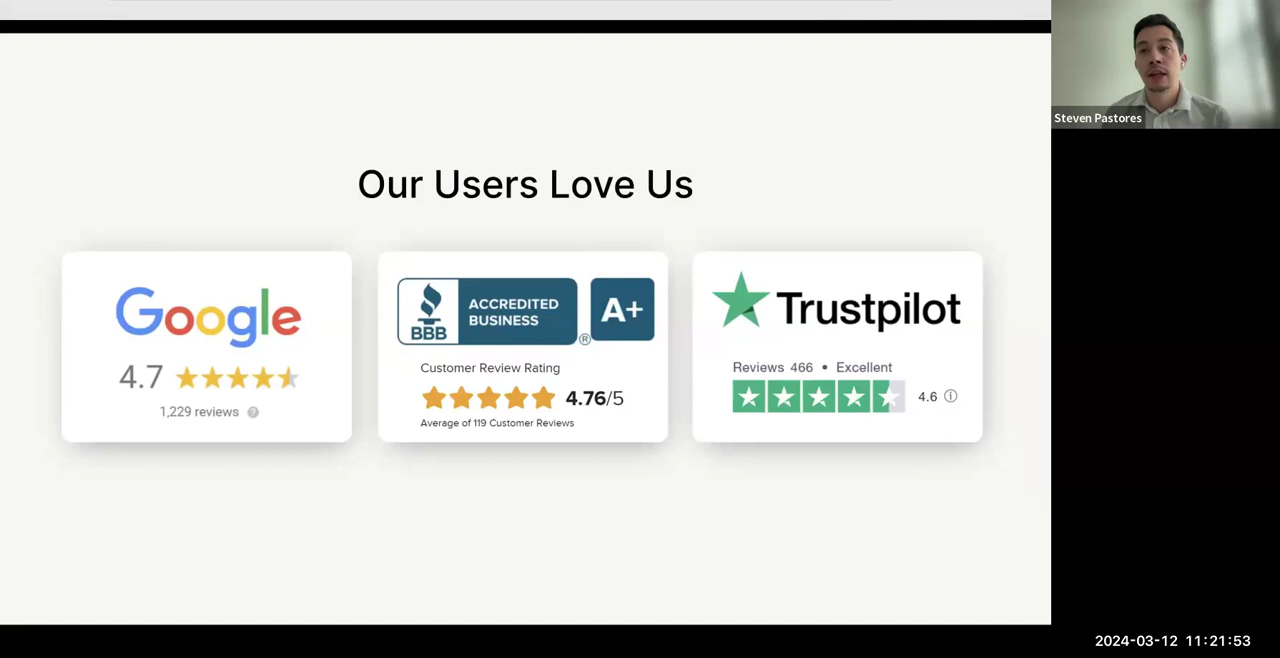 Our Users Love Us
Google
4.7
1,229 reviews ?
BBB
ACCREDITED
BUSINESS
®
A+
Customer Review Rating
4.76/5
Average of 119 Customer Reviews
Trustpilot
Reviews 466 • Excellent
4.6 ⓘ
Steven Pastores
2024-03-12 11:21:53